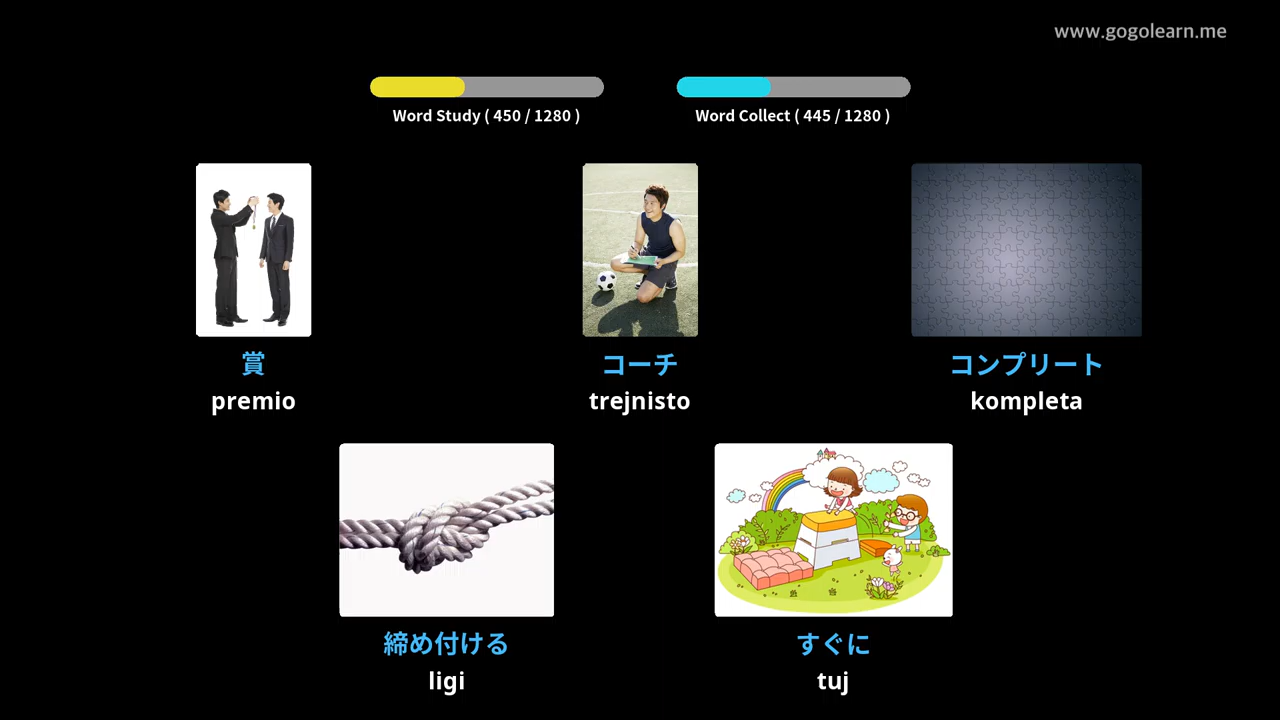 www.gogolearn.me
Word Study ( 450 / 1280 )
Word Collect ( 445 / 1280 )
賞
premio
コーチ
trejnisto
コンプリート
kompleta
締め付ける
ligi
すぐに
tuj